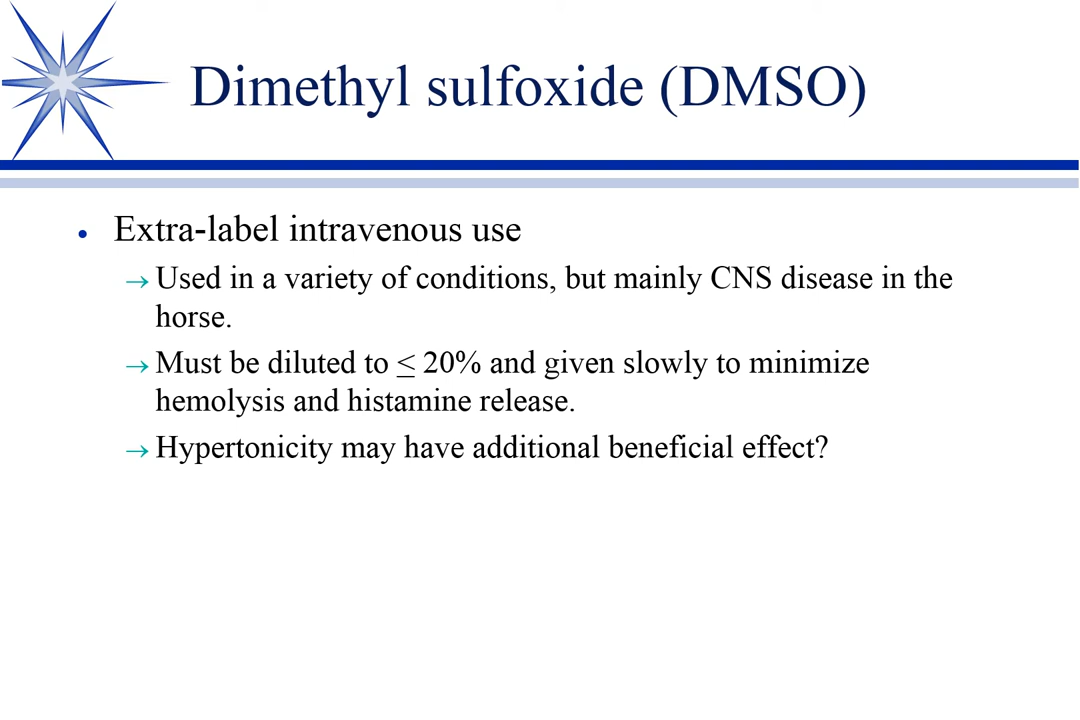 Dimethyl sulfoxide (DMSO)
• Extra-label intravenous use
→ Used in a variety of conditions, but mainly CNS disease in the
horse.
→ Must be diluted to ≤ 20% and given slowly to minimize
hemolysis and histamine release.
→ Hypertonicity may have additional beneficial effect?